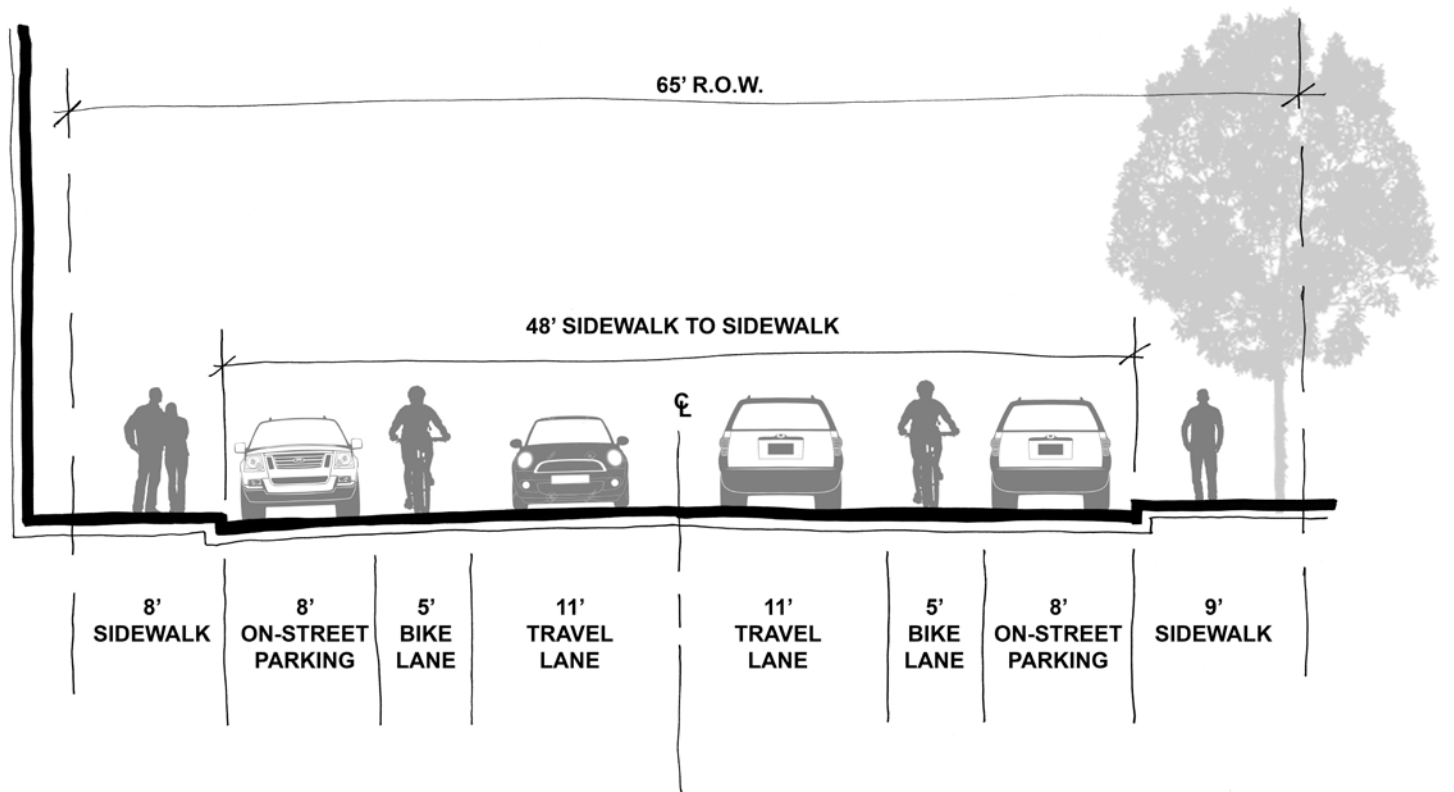 65’ R.O.W.
48’ SIDEWALK TO SIDEWALK
℄
8’
SIDEWALK
8’
ON-STREET
PARKING
5’
BIKE
LANE
11’
TRAVEL
LANE
11’
TRAVEL
LANE
5’
BIKE
LANE
8’
ON-STREET
PARKING
9’
SIDEWALK